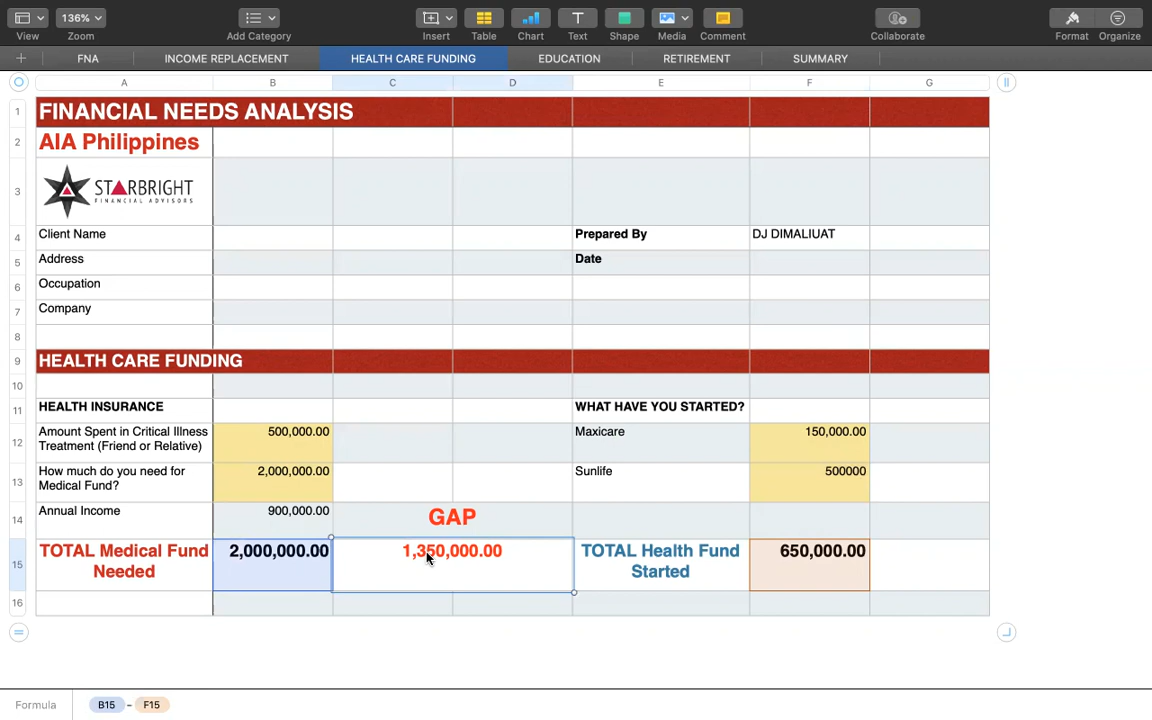 136%
View
Zoom
Add Category
Insert
Table
Chart
Text
Shape
Media
Comment
Collaborate
Format
Organize
FNA
INCOME REPLACEMENT
HEALTH CARE FUNDING
EDUCATION
RETIREMENT
SUMMARY
A B C D E F G
1 FINANCIAL NEEDS ANALYSIS
2 AIA Philippines
3 STARBRIGHT
FINANCIAL ADVISORS
4 Client Name Prepared By DJ DIMALIUAT
5 Address Date
6 Occupation
7 Company
8
9 HEALTH CARE FUNDING
10
11 HEALTH INSURANCE WHAT HAVE YOU STARTED?
12 Amount Spent in Critical Illness 500,000.00 Maxicare 150,000.00
Treatment (Friend or Relative)
13 How much do you need for 2,000,000.00 Sunlife 500000
Medical Fund?
14 Annual Income 900,000.00 GAP
15 TOTAL Medical Fund 2,000,000.00 1,350,000.00 TOTAL Health Fund 650,000.00
Needed Started
16
Formula B15 - F15